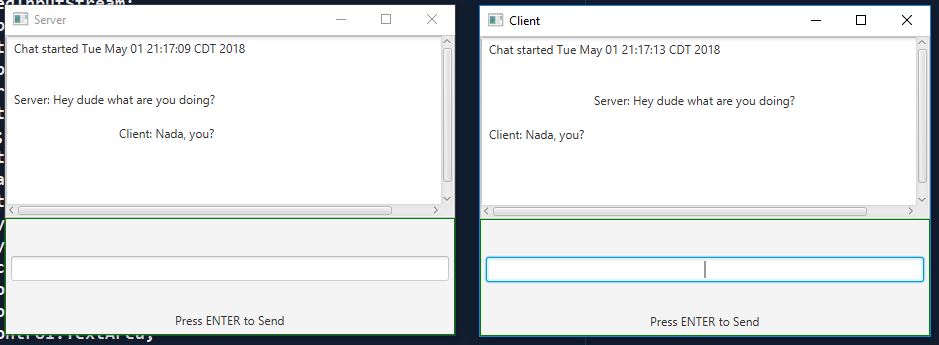 edInputStream;
Server
Chat started Tue May 01 21:17:09 CDT 2018
Server: Hey dude what are you doing?
Client: Nada, you?
Press ENTER to Send
Client
Chat started Tue May 01 21:17:13 CDT 2018
Server: Hey dude what are you doing?
Client: Nada, you?
Press ENTER to Send